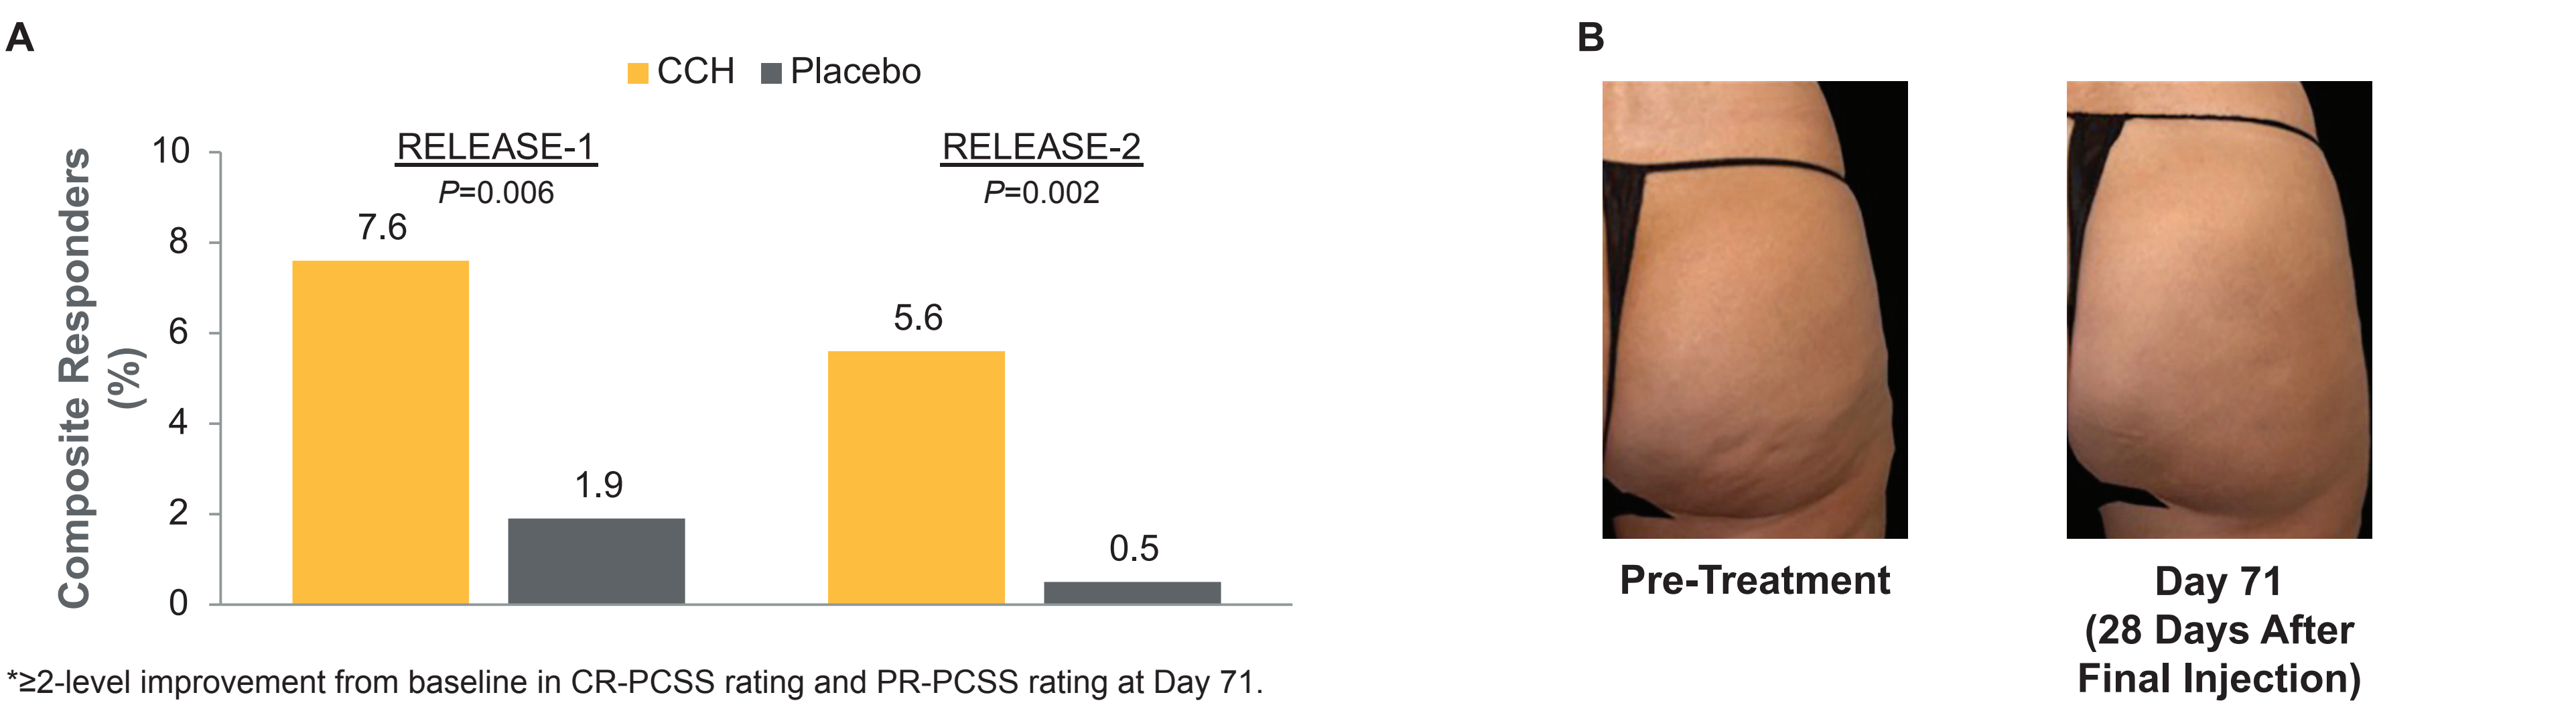 A
CCH Placebo
Composite Responders
(%)
10
8
6
4
2
0
RELEASE-1
P=0.006
7.6
1.9
RELEASE-2
P=0.002
5.6
0.5
*≥2-level improvement from baseline in CR-PCSS rating and PR-PCSS rating at Day 71.
B
Pre-Treatment
Day 71
(28 Days After
Final Injection)